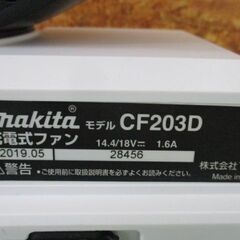 makita モデル CF203D
充電式ファン 14.4/18V⎓ 1.6A
2019.05 28456
警告 ご使用前に取扱説明書を必ずお読みください。
株式会社
Made in